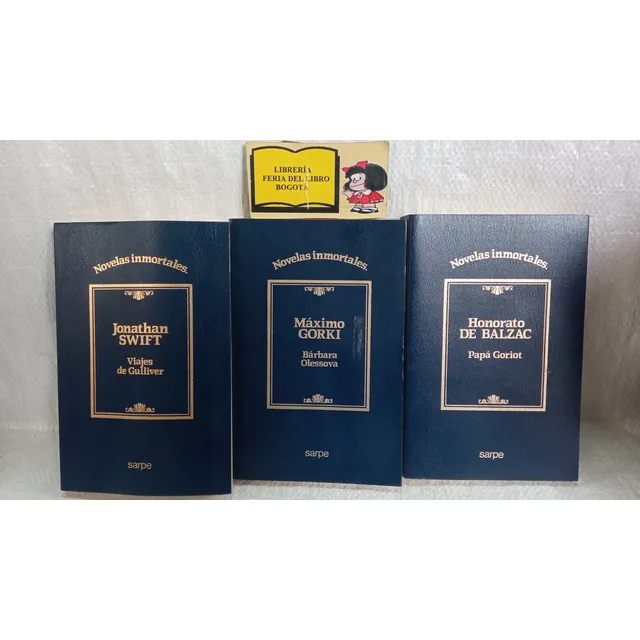 LIBRERÍA
FERIA DEL LIBRO
BOGOTÁ
Novelas inmortales.
Jonathan
SWIFT
Viajes
de Gulliver
sarpe
Novelas inmortales.
Máximo
GORKI
Bárbara
Olessova
sarpe
Novelas inmortales.
Honorato
DE BALZAC
Papá Goriot
sarpe